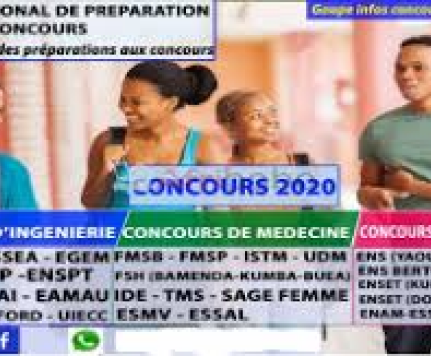 ONAL DE PREPARATION
ONCOURS
des préparations aux concours
Goupe infos concou
CONCOURS 2020
D'INGENIERIE
CONCOURS DE MEDECINE
CONCOURS
SSEA - EGEM
P -ENSPT
AI - EAMAU
FORD - UIECC
FMSB - FMSP - ISTM - UDM
FSH (BAMENDA-KUMBA-BUEA)
IDE - TMS - SAGE FEMME
ESMV - ESSAL
ENS (YAOU
ENS BERT
ENSET (KU
ENSET (DO
ENAM-ESS